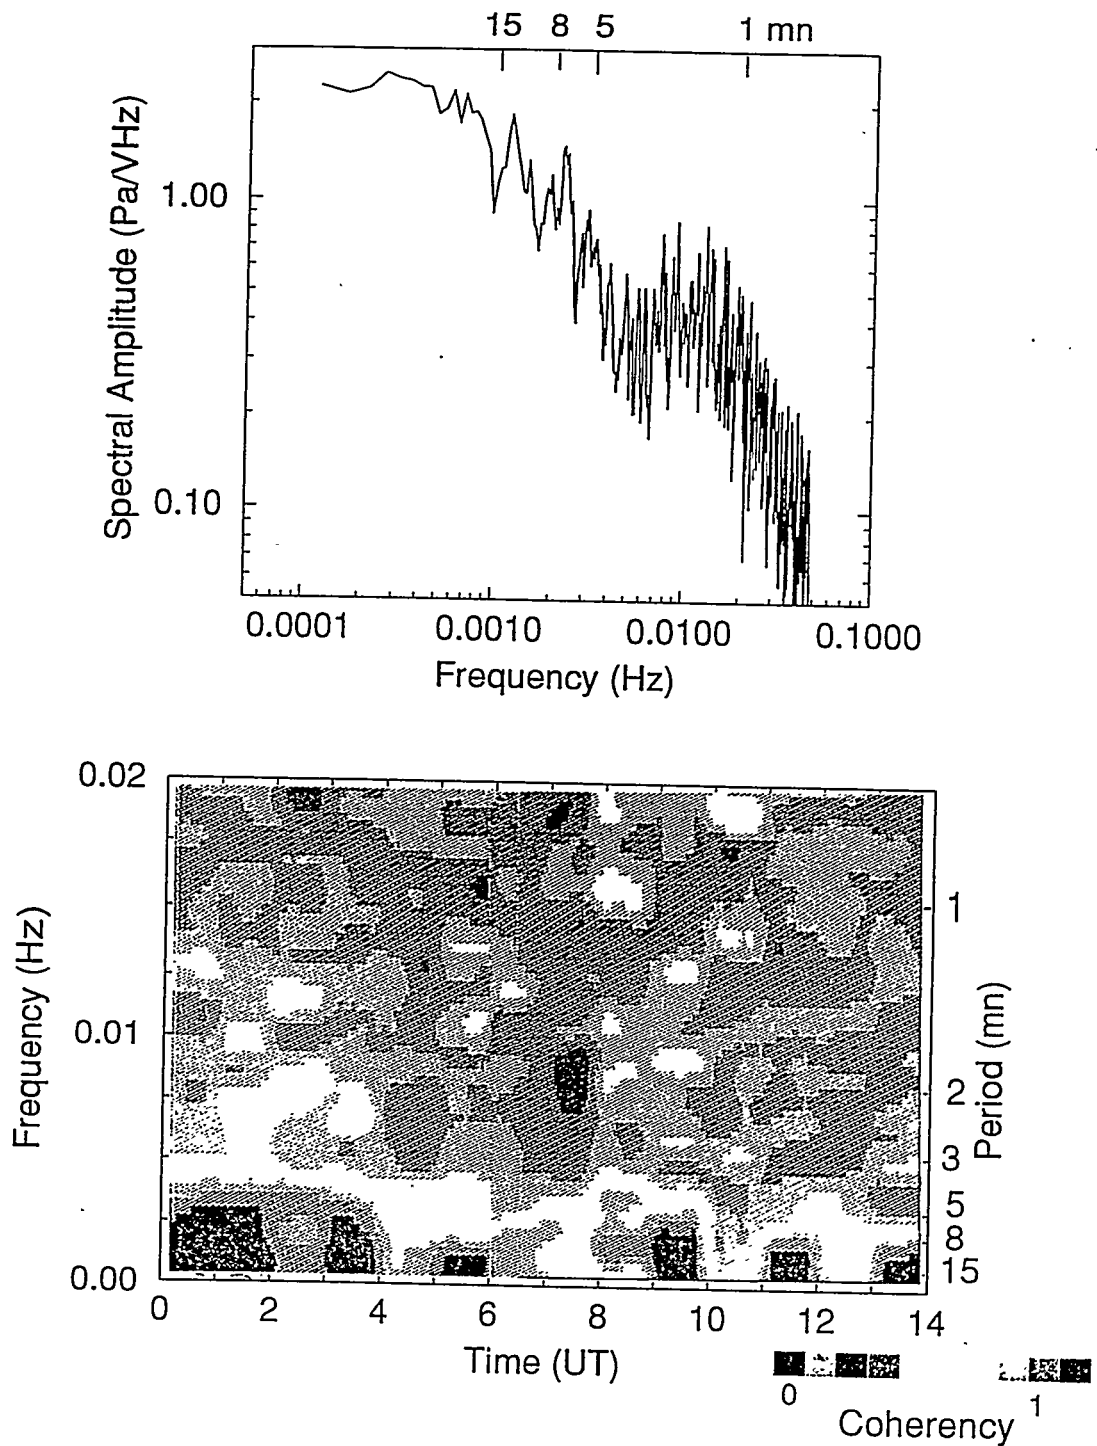 15 8 5 1 mn
Spectral Amplitude (Pa/VHz)
1.00
0.10
0.0001 0.0010 0.0100 0.1000
Frequency (Hz)
0.02
0.01
0.00
Frequency (Hz)
1
2
3
5
8
15
Period (mn)
0 2 4 6 8 10 12 14
Time (UT)
0 1
Coherency